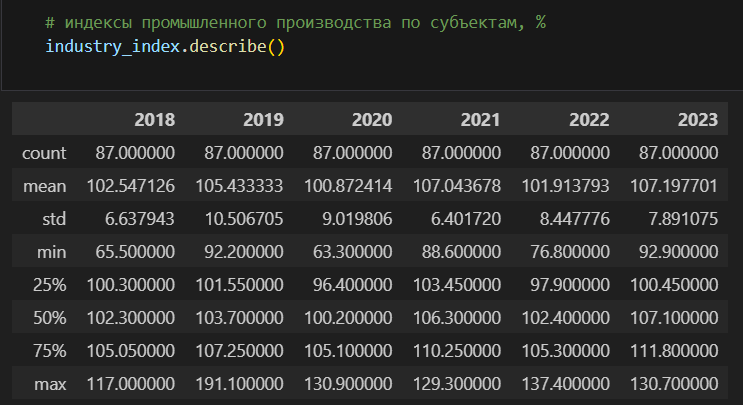 # индексы промышленного производства по субъектам, %
industry_index.describe()
2018 2019 2020 2021 2022 2023
count 87.000000 87.000000 87.000000 87.000000 87.000000 87.000000
mean 102.547126 105.433333 100.872414 107.043678 101.913793 107.197701
std 6.637943 10.506705 9.019806 6.401720 8.447776 7.891075
min 65.500000 92.200000 63.300000 88.600000 76.800000 92.900000
25% 100.300000 101.550000 96.400000 103.450000 97.900000 100.450000
50% 102.300000 103.700000 100.200000 106.300000 102.400000 107.100000
75% 105.050000 107.250000 105.100000 110.250000 105.300000 111.800000
max 117.000000 191.100000 130.900000 129.300000 137.400000 130.700000